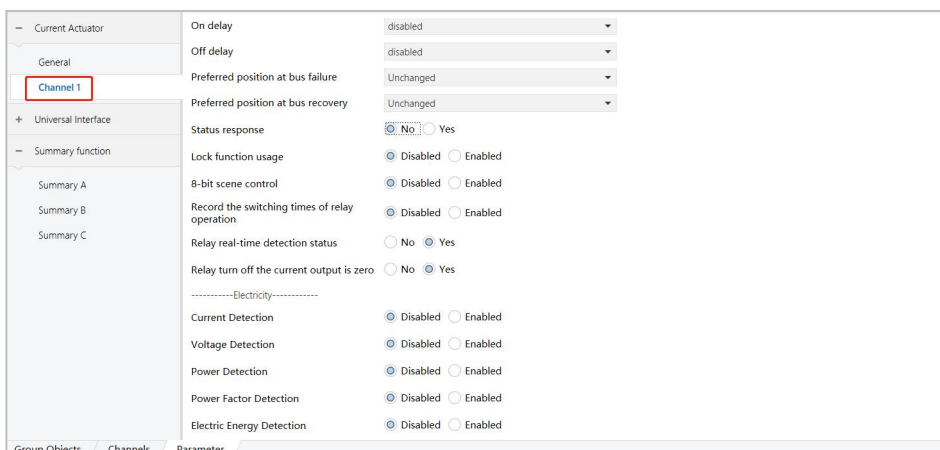 − Current Actuator
General
Channel 1
+ Universal Interface
− Summary function
Summary A
Summary B
Summary C
On delay disabled
Off delay disabled
Preferred position at bus failure Unchanged
Preferred position at bus recovery Unchanged
Status response No Yes
Lock function usage Disabled Enabled
8-bit scene control Disabled Enabled
Record the switching times of relay
operation Disabled Enabled
Relay real-time detection status No Yes
Relay turn off the current output is zero No Yes
-----------Electricity------------
Current Detection Disabled Enabled
Voltage Detection Disabled Enabled
Power Detection Disabled Enabled
Power Factor Detection Disabled Enabled
Electric Energy Detection Disabled Enabled
Group Objects Channels Parameter